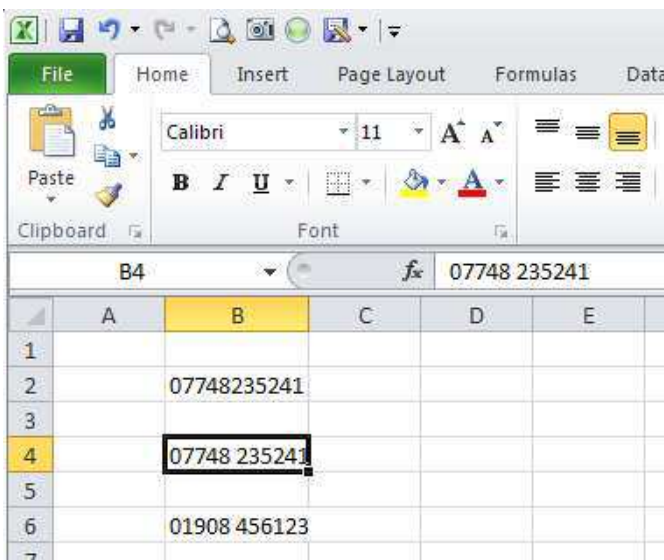 File Home Insert Page Layout Formulas Data
Calibri 11 A A
Paste B I U A
Clipboard Font
B4 fx 07748 235241
A B C D E
1
2 07748235241
3
4 07748 235241
5
6 01908 456123
7